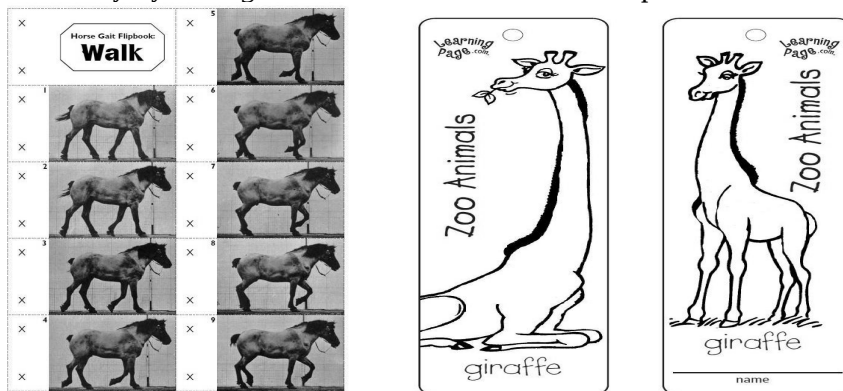 Horse Gait Flipbook:
Walk
1
2
3
4
5
6
7
8
9
Learning
Page.com
Zoo Animals
giraffe
Learning
Page.com
Zoo Animals
giraffe
name